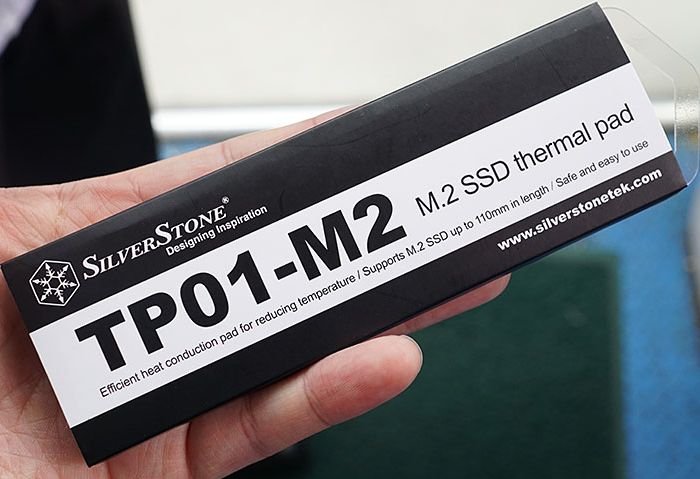 SILVERSTONE®
Designing Inspiration
TP01-M2 M.2 SSD thermal pad
Efficient heat conduction pad for reducing temperature / Supports M.2 SSD up to 110mm in length / Safe and easy to use
www.silverstonetek.com